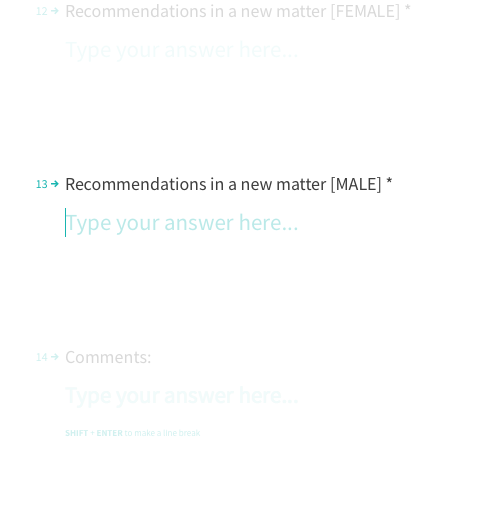 12 → Recommendations in a new matter [FEMALE] *
Type your answer here...
13 → Recommendations in a new matter [MALE] *
Type your answer here...
14 → Comments:
Type your answer here...
SHIFT + ENTER to make a line break